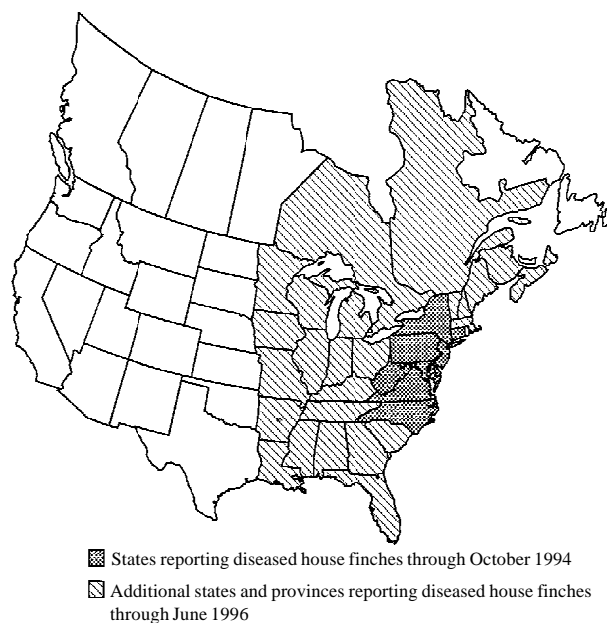 States reporting diseased house finches through October 1994
Additional states and provinces reporting diseased house finches
through June 1996